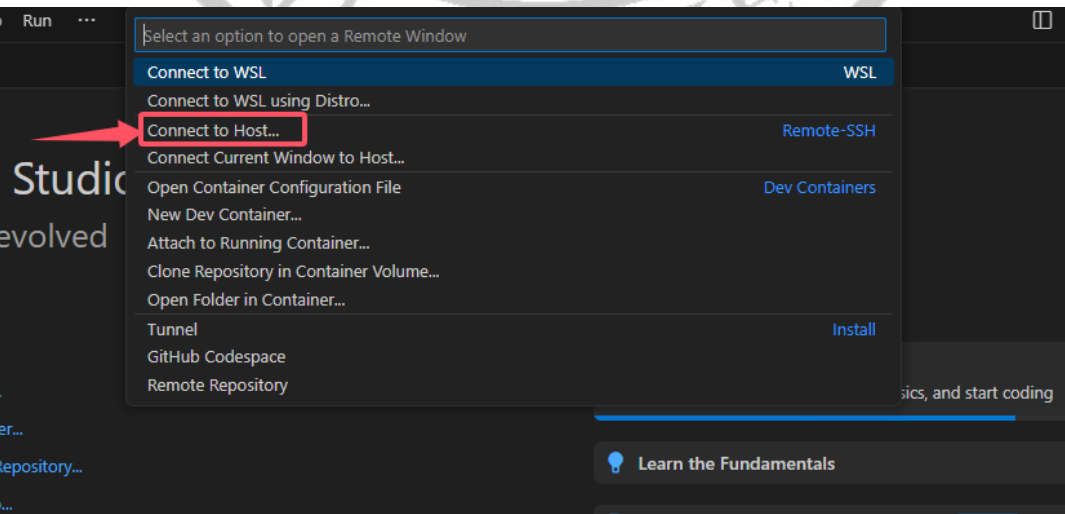 Run ···
Select an option to open a Remote Window
Connect to WSL WSL
Connect to WSL using Distro...
Connect to Host... Remote-SSH
Connect Current Window to Host...
Studio
Open Container Configuration File Dev Containers
New Dev Container...
evolved
Attach to Running Container...
Clone Repository in Container Volume...
Open Folder in Container...
Tunnel Install
GitHub Codespace
Remote Repository
sics, and start coding
er...
Repository...
Learn the Fundamentals